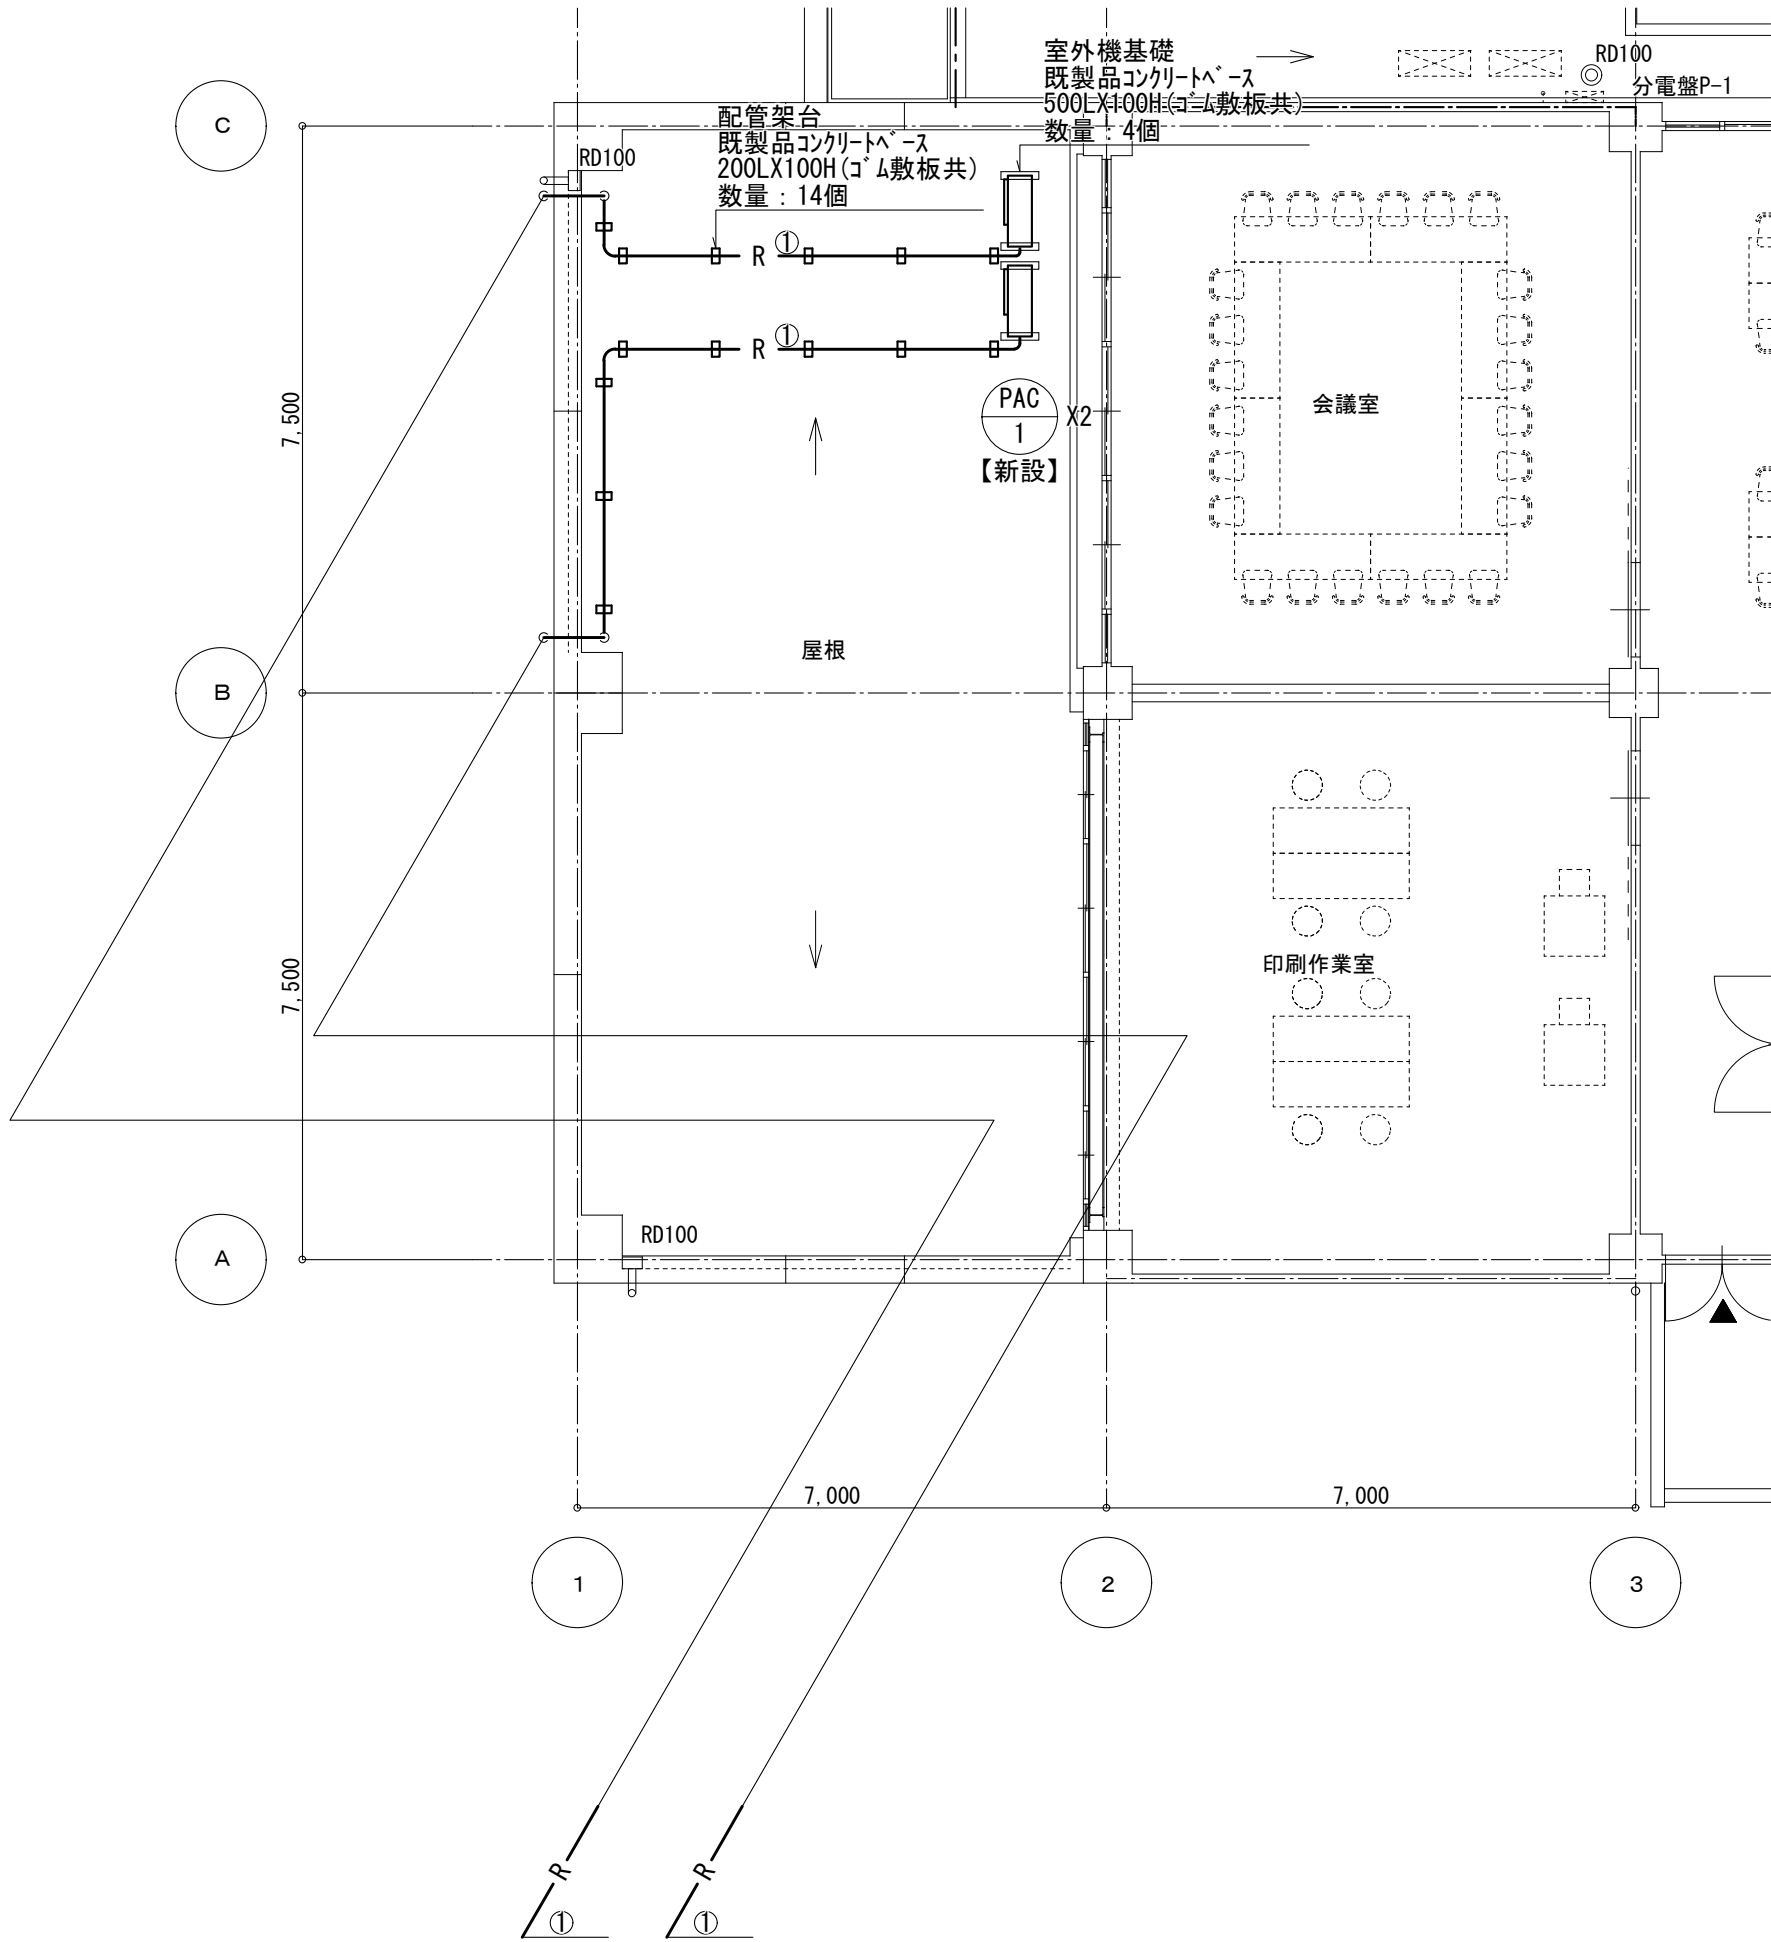 室外機基礎
既製品ｺﾝｸﾘｰﾄﾍﾞｰｽ
500LX100H(ｺﾞﾑ敷板共)
数量：4個
RD100
分電盤P-1
C
配管架台
既製品ｺﾝｸﾘｰﾄﾍﾞｰｽ
200LX100H(ｺﾞﾑ敷板共)
数量：14個
RD100
R ①
R ①
PAC
1
X2
【新設】
会議室
7,500
屋根
B
印刷作業室
7,500
RD100
A
7,000
7,000
1
2
3
R
①
R
①